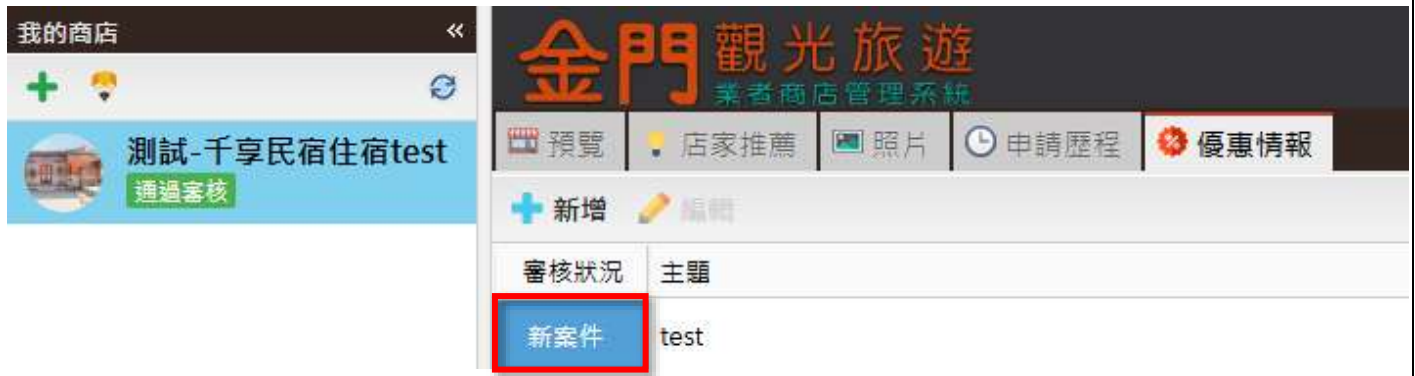 我的商店 «
測試-千享民宿住宿test
通過審核
金門觀光旅遊
業者商店管理系統
預覽 店家推薦 照片 申請歷程 優惠情報
新增 編輯
審核狀況 主題
新案件 test